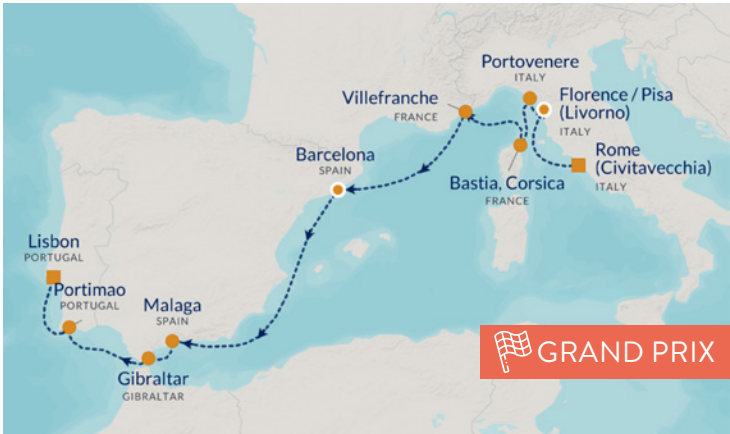 Portovenere
ITALY
Villefranche
FRANCE
Florence / Pisa
(Livorno)
ITALY
Barcelona
SPAIN
Rome
(Civitavecchia)
ITALY
Bastia, Corsica
FRANCE
Lisbon
PORTUGAL
Portimao
PORTUGAL
Malaga
SPAIN
GRAND PRIX
Gibraltar
GIBRALTAR